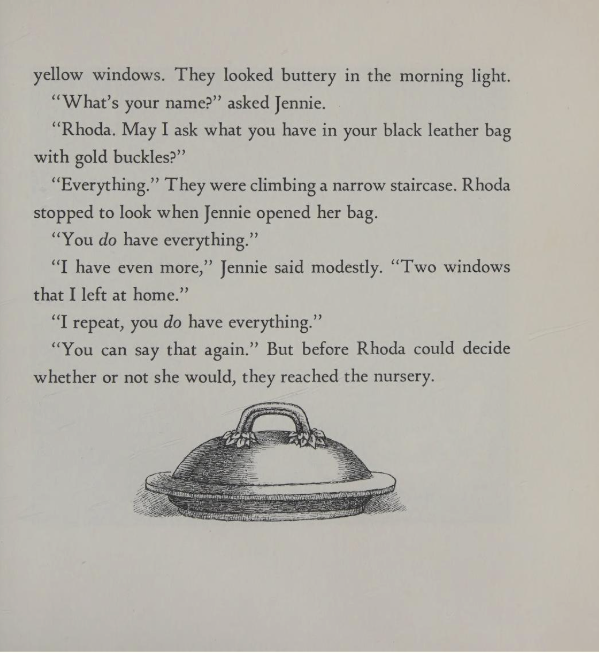 yellow windows. They looked buttery in the morning light.
“What’s your name?” asked Jennie.
“Rhoda. May I ask what you have in your black leather bag
with gold buckles?”
“Everything.” They were climbing a narrow staircase. Rhoda
stopped to look when Jennie opened her bag.
“You do have everything.”
“I have even more,” Jennie said modestly. “Two windows
that I left at home.”
“I repeat, you do have everything.”
“You can say that again.” But before Rhoda could decide
whether or not she would, they reached the nursery.